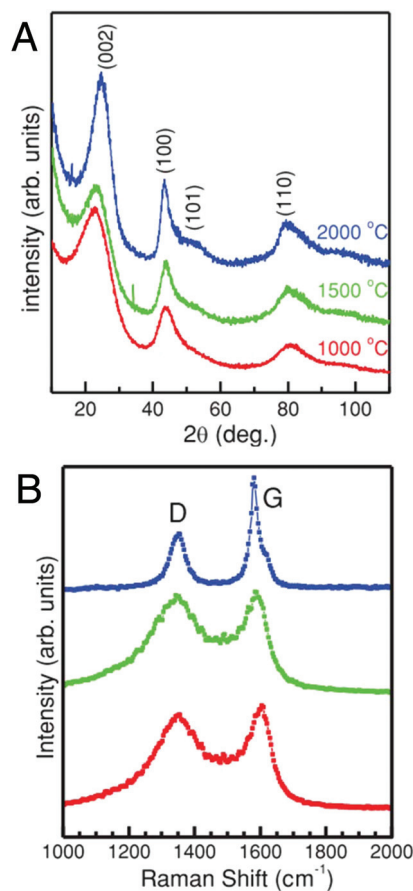 A
(002)
(100)
(101)
(110)
2000 °C
1500 °C
1000 °C
intensity (arb. units)
20 40 60 80 100
2θ (deg.)
B
D G
Intensity (arb. units)
1000 1200 1400 1600 1800 2000
Raman Shift (cm⁻¹)